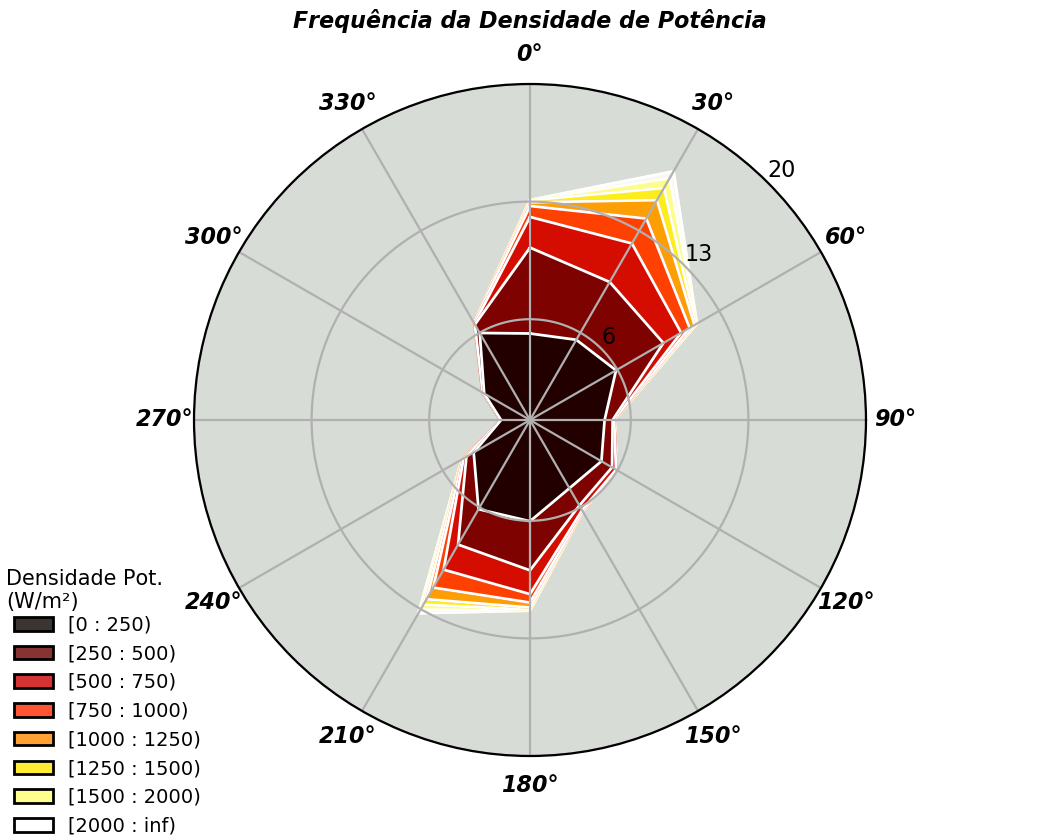 Frequência da Densidade de Potência
0°
330°
30°
20
300°
60°
13
6
270°
90°
240°
120°
210°
150°
180°
Densidade Pot.
(W/m²)
[0 : 250)
[250 : 500)
[500 : 750)
[750 : 1000)
[1000 : 1250)
[1250 : 1500)
[1500 : 2000)
[2000 : inf)